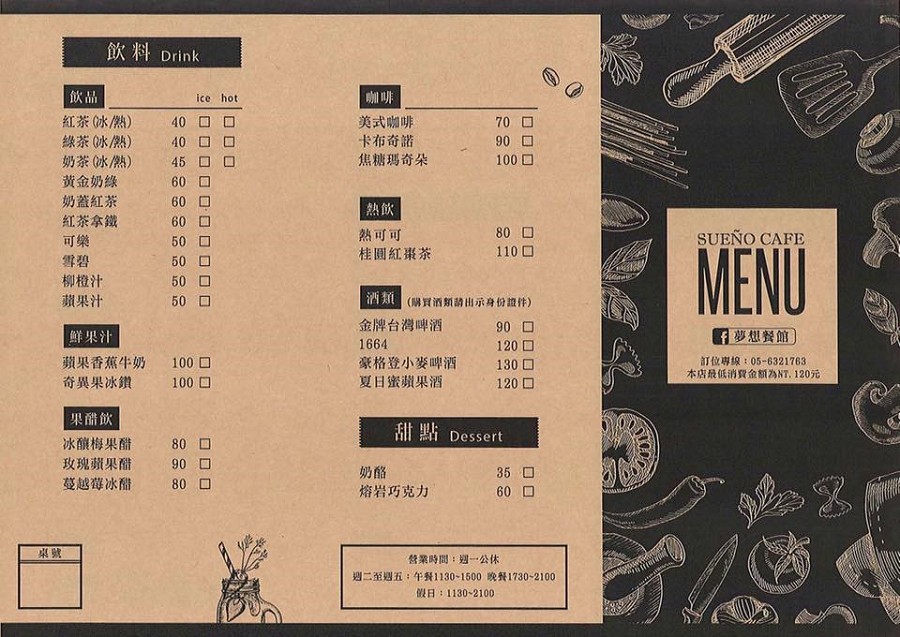 飲料 Drink
飲品 ice hot
紅茶(冰/熱) 40 □ □
綠茶(冰/熱) 40 □ □
奶茶(冰/熱) 45 □ □
黃金奶綠 60 □
奶蓋紅茶 60 □
紅茶拿鐵 60 □
可樂 50 □
雪碧 50 □
柳橙汁 50 □
蘋果汁 50 □
鮮果汁
蘋果香蕉牛奶 100 □
奇異果冰鑽 100 □
果醋飲
冰釀梅果醋 80 □
玫瑰蘋果醋 90 □
蔓越莓冰醋 80 □
桌號
咖啡
美式咖啡 70 □
卡布奇諾 90 □
焦糖瑪奇朵 100 □
熱飲
熱可可 80 □
桂圓紅棗茶 110 □
酒類 (購買酒類請出示身份證件)
金牌台灣啤酒 90 □
1664 120 □
豪格登小麥啤酒 130 □
夏日蜜蘋果酒 120 □
甜點 Dessert
奶酪 35 □
熔岩巧克力 60 □
營業時間：週一公休
週二至週五：午餐1130~1500 晚餐1730~2100
假日：1130~2100
SUEÑO CAFE
MENU
f 夢想餐館
訂位專線：05-6321763
本店最低消費金額為NT.120元